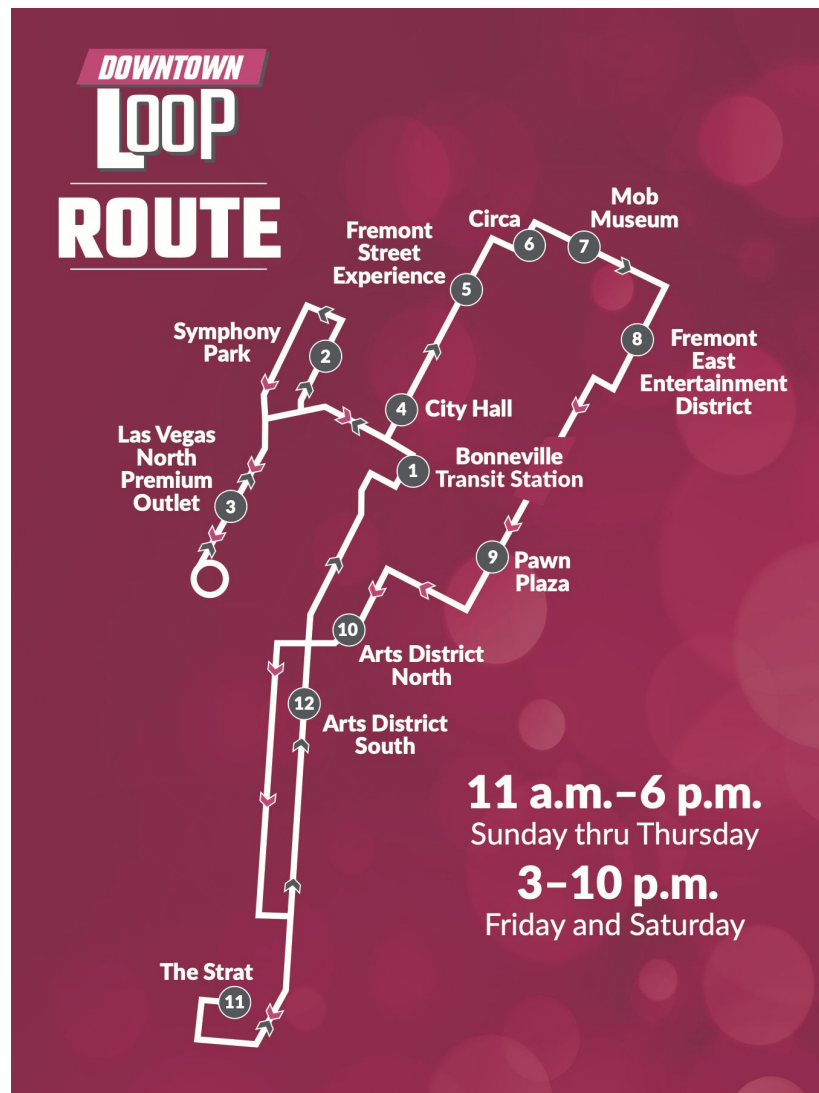 DOWNTOWN
LOOP
ROUTE
Mob
Museum
Circa
6
7
Fremont
Street
Experience
5
Symphony
Park
2
8
Fremont
East
Entertainment
District
4
City Hall
Las Vegas
North
Premium
Outlet
3
1
Bonneville
Transit Station
9
Pawn
Plaza
10
Arts District
North
12
Arts District
South
11 a.m.–6 p.m.
Sunday thru Thursday
3–10 p.m.
Friday and Saturday
The Strat
11